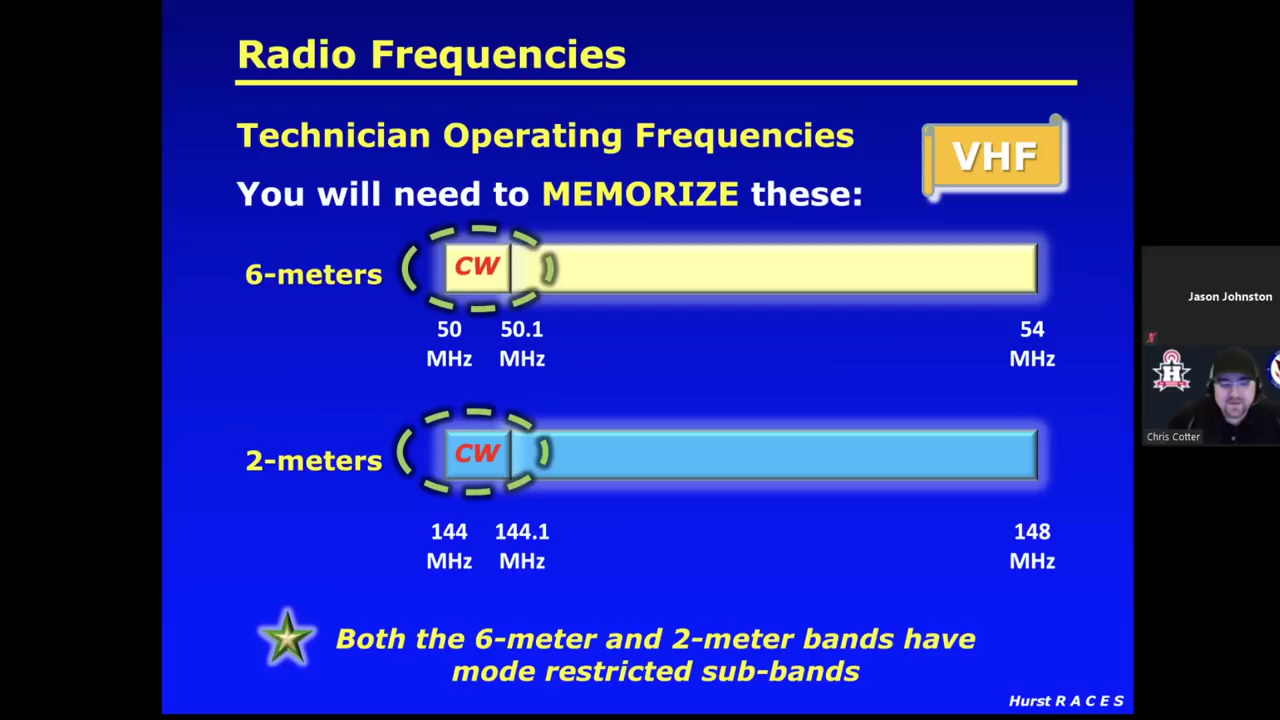 Radio Frequencies
Technician Operating Frequencies
VHF
You will need to MEMORIZE these:
6-meters
CW
50 MHz
50.1 MHz
54 MHz
2-meters
CW
144 MHz
144.1 MHz
148 MHz
Both the 6-meter and 2-meter bands have
mode restricted sub-bands
Hurst R A C E S
Jason Johnston
H
Chris Cotter